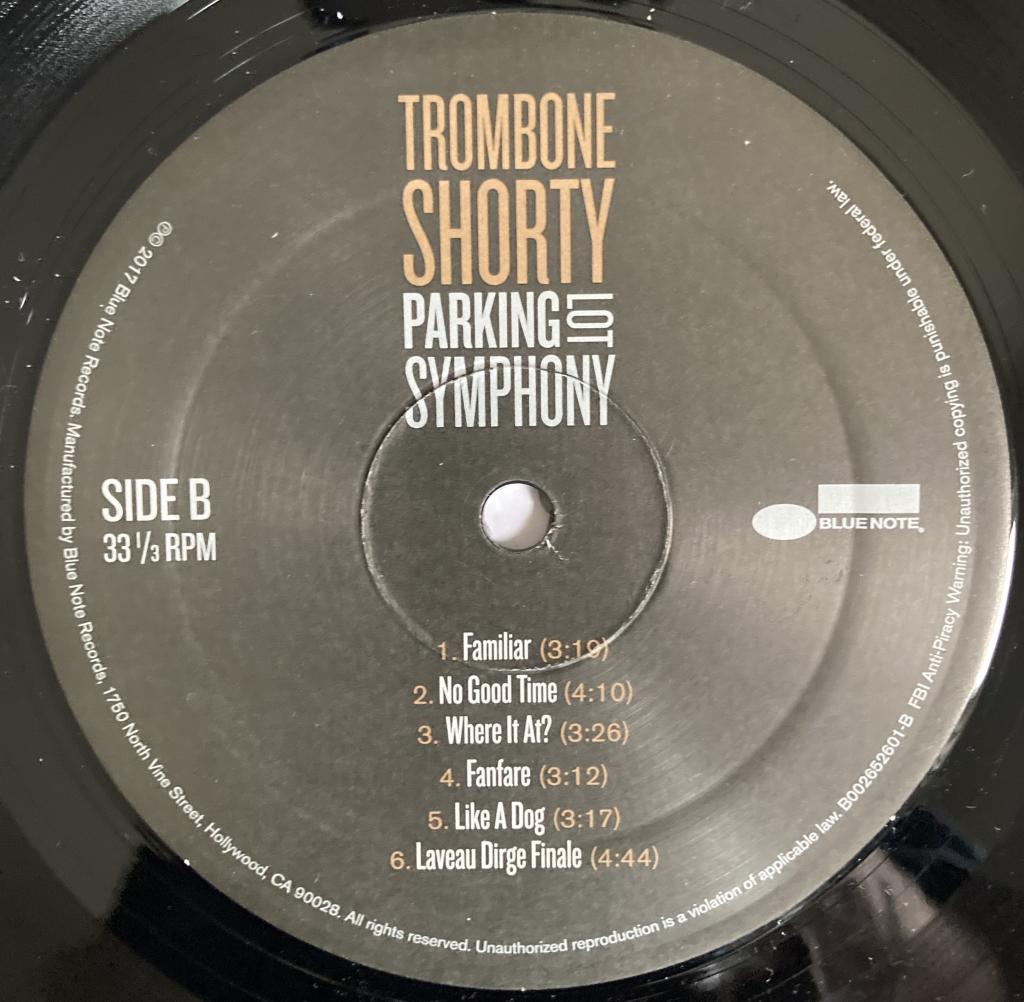 TROMBONE
SHORTY
PARKING LOT
SYMPHONY
SIDE B
33 1/3 RPM
BLUE NOTE®
1. Familiar (3:19)
2. No Good Time (4:10)
3. Where It At? (3:26)
4. Fanfare (3:12)
5. Like A Dog (3:17)
6. Laveau Dirge Finale (4:44)
℗© 2017 Blue Note Records. Manufactured by Blue Note Records, 1750 North Vine Street, Hollywood, CA 90028. All rights reserved. Unauthorized reproduction is a violation of applicable law. B002652601-B FBI Anti-Piracy Warning: Unauthorized copying is punishable under federal law.